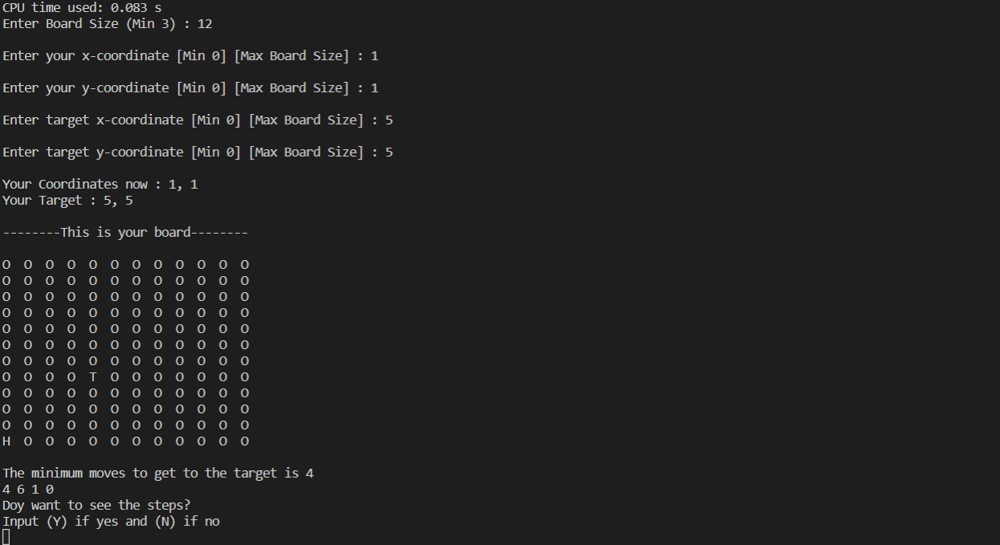 CPU time used: 0.083 s
Enter Board Size (Min 3) : 12
Enter your x-coordinate [Min 0] [Max Board Size] : 1
Enter your y-coordinate [Min 0] [Max Board Size] : 1
Enter target x-coordinate [Min 0] [Max Board Size] : 5
Enter target y-coordinate [Min 0] [Max Board Size] : 5
Your Coordinates now : 1, 1
Your Target : 5, 5
--------This is your board--------
O O O O O O O O O O O O
O O O O O O O O O O O O
O O O O O O O O O O O O
O O O O O O O O O O O O
O O O O O O O O O O O O
O O O O O O O O O O O O
O O O O O O O O O O O O
O O O O T O O O O O O O
O O O O O O O O O O O O
O O O O O O O O O O O O
O O O O O O O O O O O O
H O O O O O O O O O O O
The minimum moves to get to the target is 4
4 6 1 0
Doy want to see the steps?
Input (Y) if yes and (N) if no